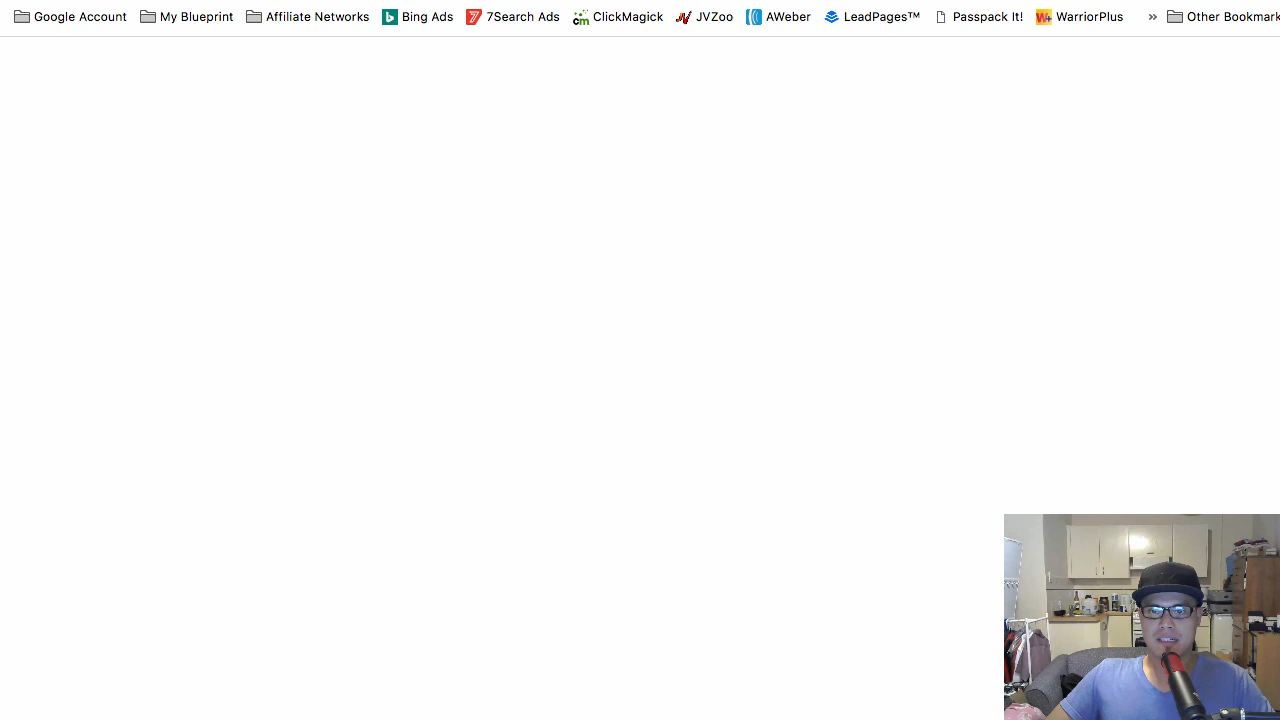 Google Account My Blueprint Affiliate Networks Bing Ads 7Search Ads ClickMagick JVZoo AWeber LeadPages™ Passpack It! WarriorPlus » Other Bookmark